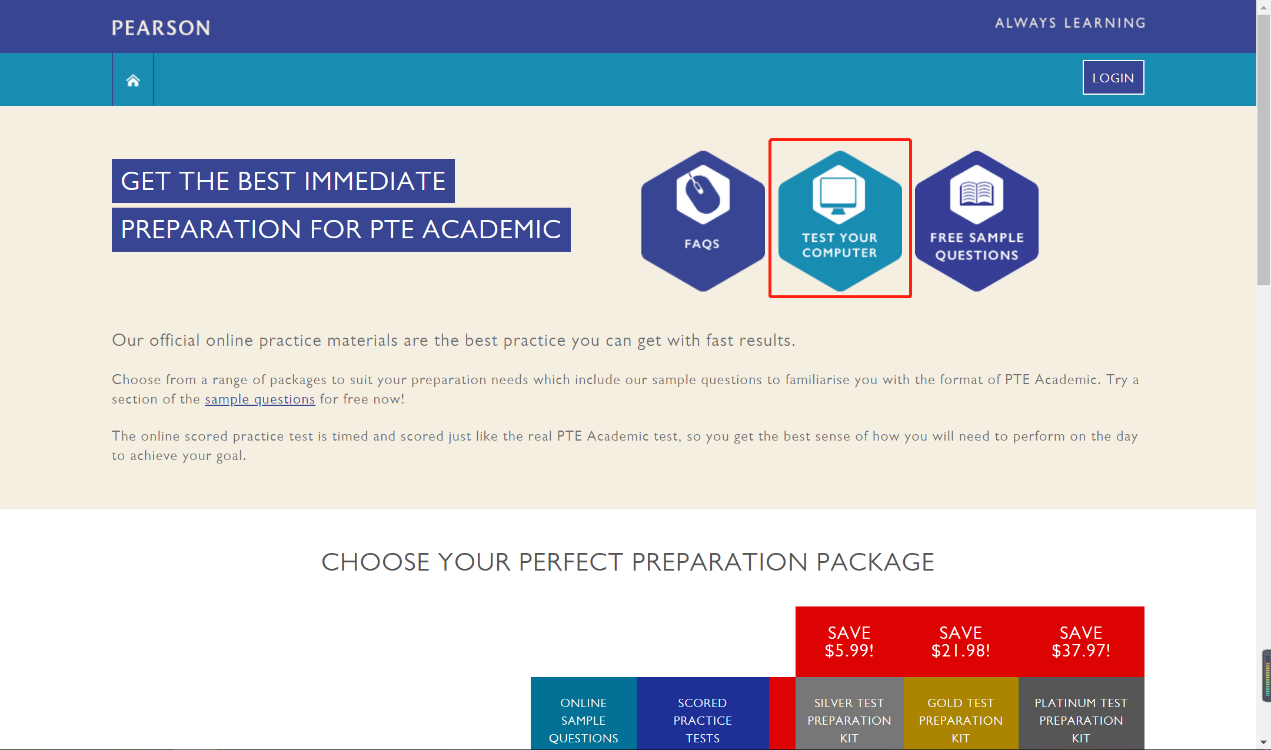 PEARSON
ALWAYS LEARNING
LOGIN
GET THE BEST IMMEDIATE
PREPARATION FOR PTE ACADEMIC
FAQS
TEST YOUR
COMPUTER
FREE SAMPLE
QUESTIONS
Our official online practice materials are the best practice you can get with fast results.
Choose from a range of packages to suit your preparation needs which include our sample questions to familiarise you with the format of PTE Academic. Try a
section of the sample questions for free now!
The online scored practice test is timed and scored just like the real PTE Academic test, so you get the best sense of how you will need to perform on the day
to achieve your goal.
CHOOSE YOUR PERFECT PREPARATION PACKAGE
SAVE
$5.99!
SAVE
$21.98!
SAVE
$37.97!
ONLINE
SAMPLE
QUESTIONS
SCORED
PRACTICE
TESTS
SILVER TEST
PREPARATION
KIT
GOLD TEST
PREPARATION
KIT
PLATINUM TEST
PREPARATION
KIT